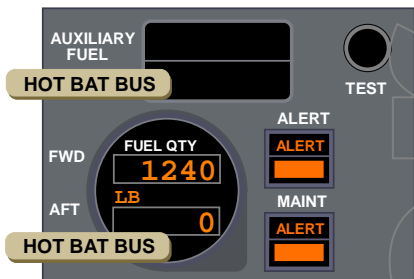 AUXILIARY
FUEL
HOT BAT BUS
TEST
FUEL QTY
FWD
1240
LB
AFT
0
HOT BAT BUS
ALERT
ALERT
MAINT
ALERT